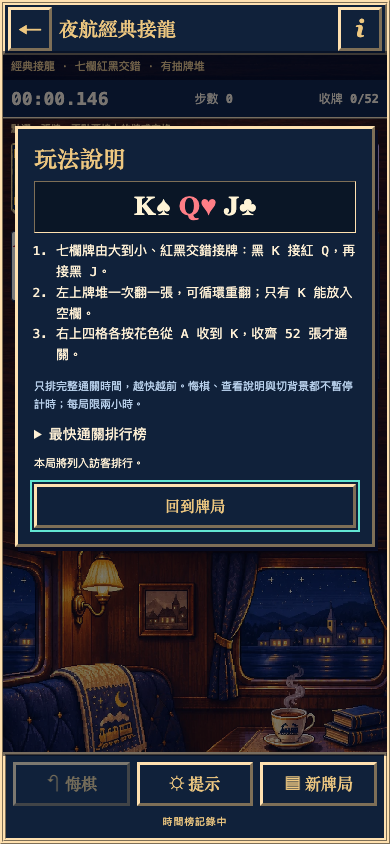 ← 夜航經典接龍 i
經典接龍 · 七欄紅黑交錯 · 有抽牌堆
00:00.146 步數 0 收牌 0/52
玩法說明
K♠ Q♥ J♣
1. 七欄牌由大到小、紅黑交錯接牌：黑 K 接紅 Q，再
接黑 J。
2. 左上牌堆一次翻一張，可循環重翻；只有 K 能放入
空欄。
3. 右上四格各按花色從 A 收到 K，收齊 52 張才通
關。
只排完整通關時間，越快越前。悔棋、查看說明與切背景都不暫停
計時；每局限兩小時。
▶ 最快通關排行榜
本局將列入訪客排行。
回到牌局
悔棋 提示 新牌局
時間榜記錄中